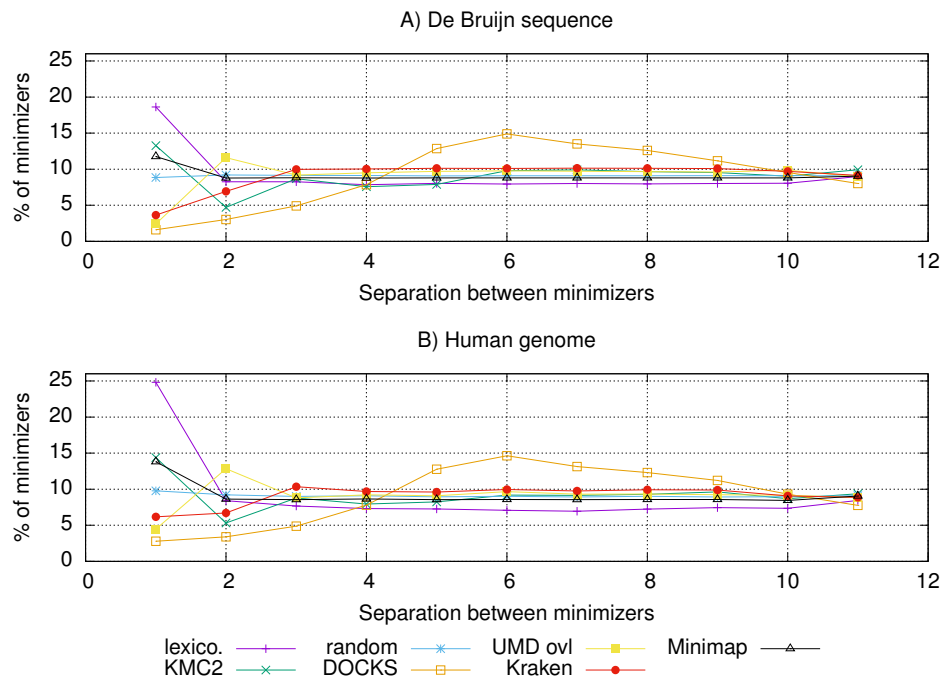 A) De Bruijn sequence
25
20
15
10
5
0
% of minimizers
0 2 4 6 8 10 12
Separation between minimizers
B) Human genome
25
20
15
10
5
0
% of minimizers
0 2 4 6 8 10 12
Separation between minimizers
lexico. random UMD ovl Minimap
KMC2 DOCKS Kraken